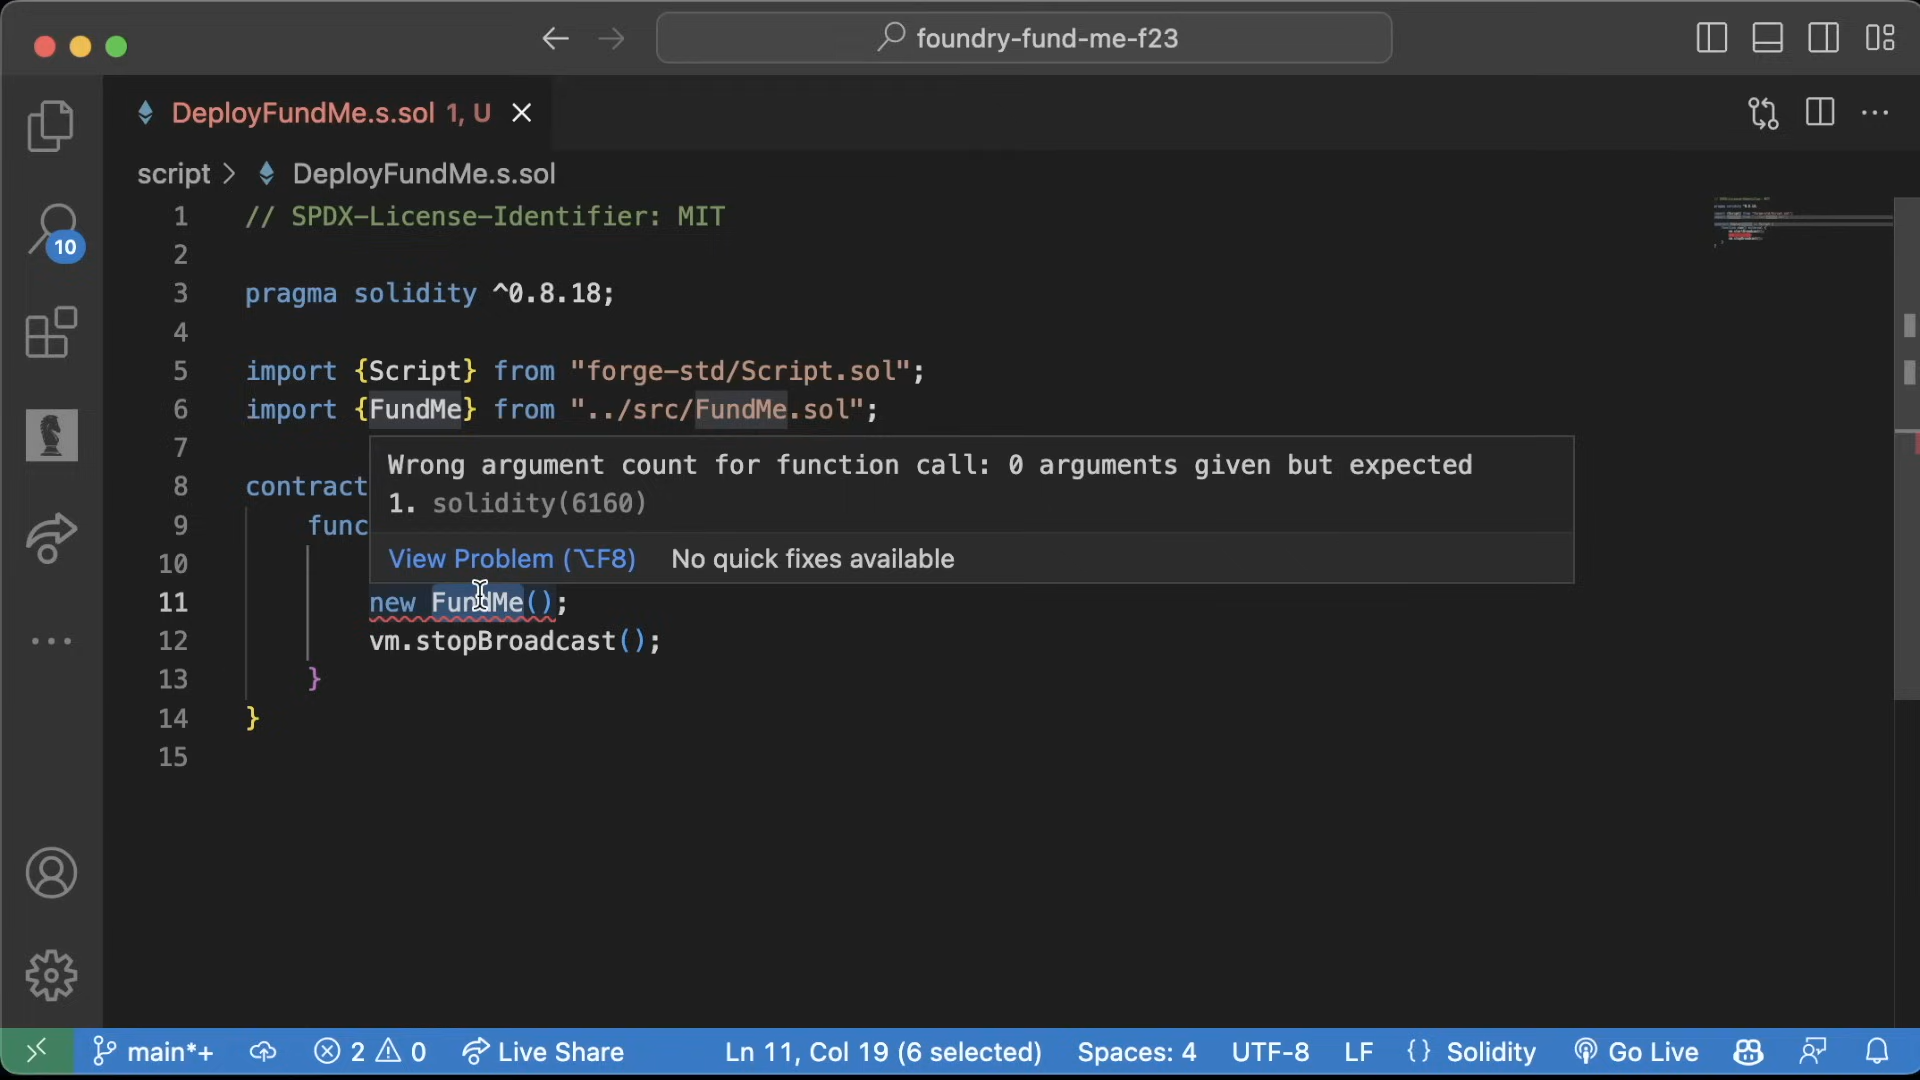 foundry-fund-me-f23
DeployFundMe.s.sol 1, U
script > DeployFundMe.s.sol
10
1 // SPDX-License-Identifier: MIT
2
3 pragma solidity ^0.8.18;
4
5 import {Script} from "forge-std/Script.sol";
6 import {FundMe} from "../src/FundMe.sol";
7
Wrong argument count for function call: 0 arguments given but expected
8 contract
1. solidity(6160)
9 func
10
View Problem (⌥F8) No quick fixes available
11 new FundMe();
12 vm.stopBroadcast();
13 }
14 }
15
main*+ 2 0 Live Share Ln 11, Col 19 (6 selected) Spaces: 4 UTF-8 LF {} Solidity Go Live